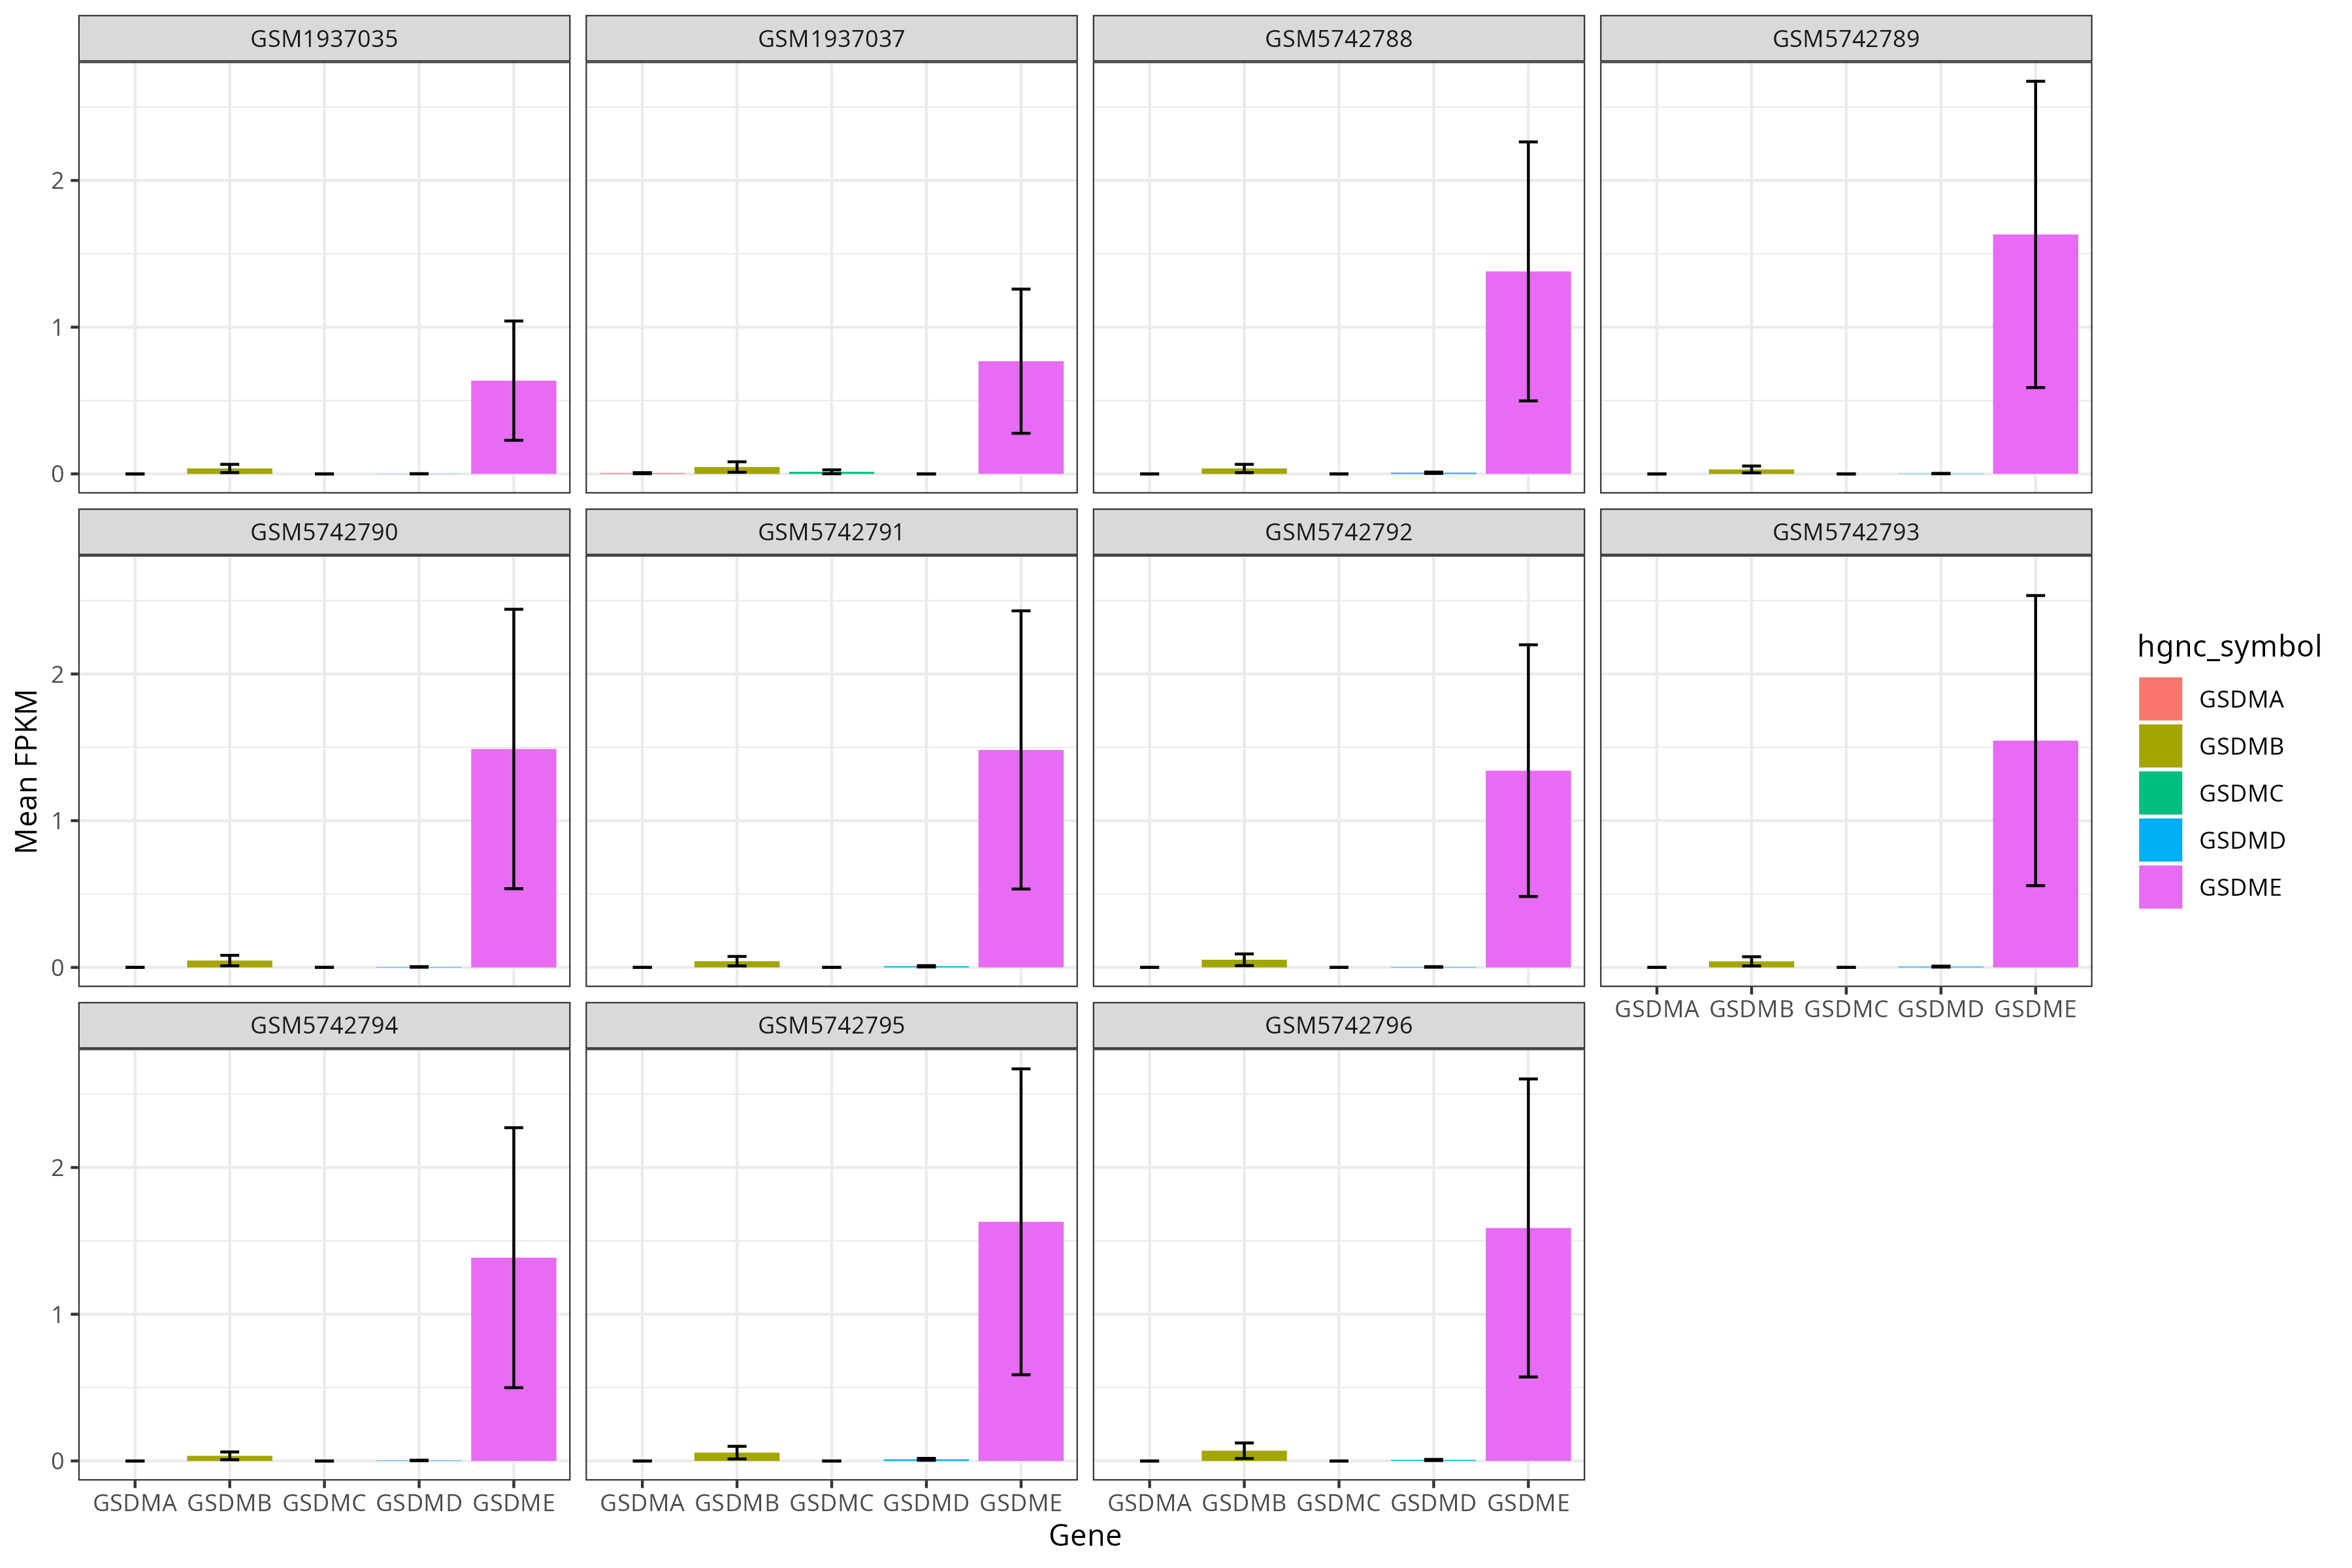 GSM1937035 GSM1937037 GSM5742788 GSM5742789
2
1
0
GSM5742790 GSM5742791 GSM5742792 GSM5742793
2
1
0
GSDMA GSDMB GSDMC GSDMD GSDME
GSM5742794 GSM5742795 GSM5742796
2
1
0
GSDMA GSDMB GSDMC GSDMD GSDME GSDMA GSDMB GSDMC GSDMD GSDME GSDMA GSDMB GSDMC GSDMD GSDME
Gene
Mean FPKM
hgnc_symbol
GSDMA
GSDMB
GSDMC
GSDMD
GSDME